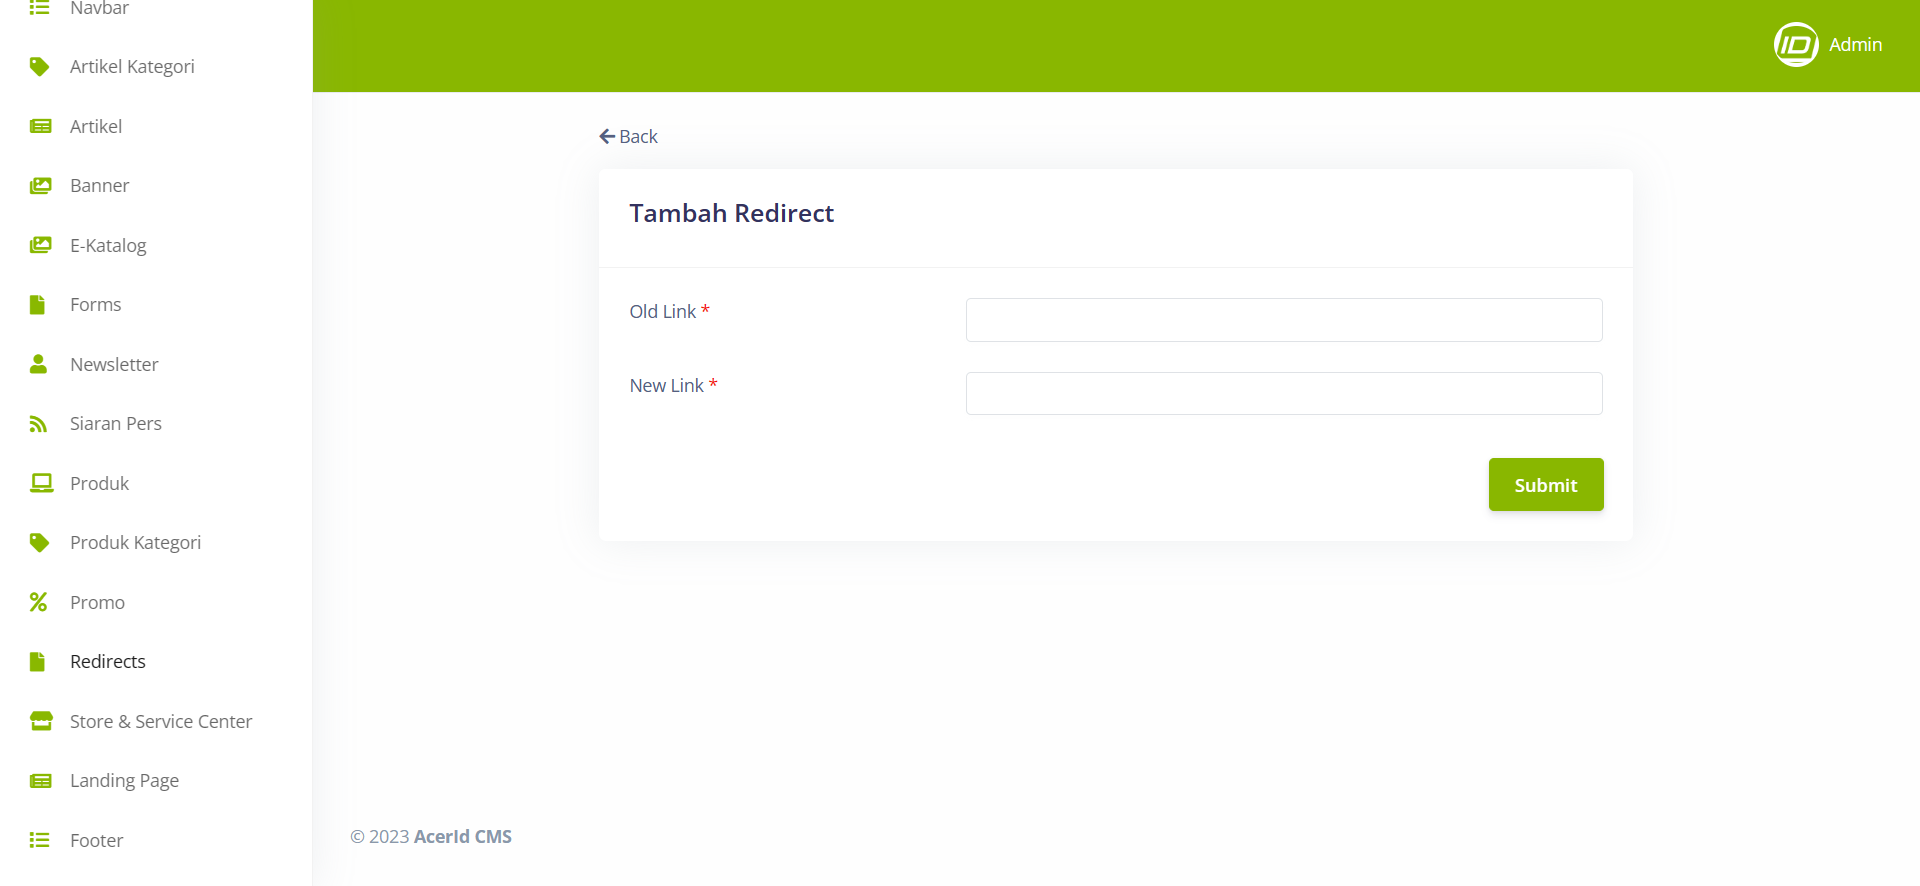 Navbar
Artikel Kategori
Artikel
Banner
E-Katalog
Forms
Newsletter
Siaran Pers
Produk
Produk Kategori
Promo
Redirects
Store & Service Center
Landing Page
Footer
ID Admin
Back
Tambah Redirect
Old Link *
New Link *
Submit
© 2023 AcerId CMS